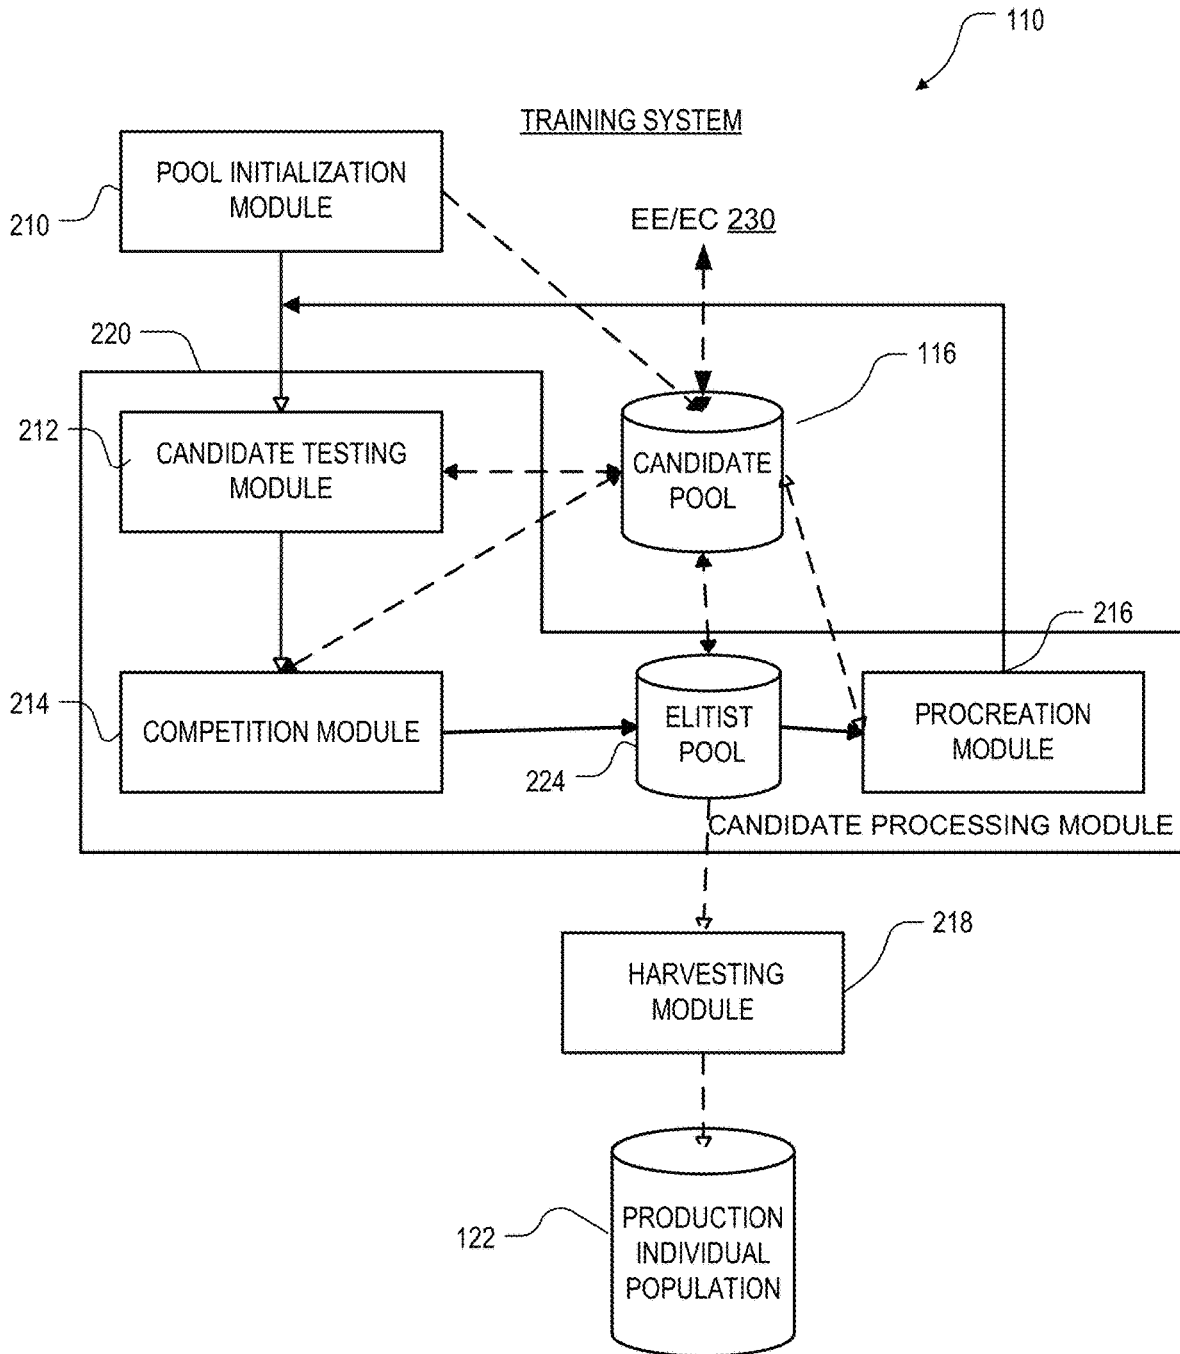 110
TRAINING SYSTEM
POOL INITIALIZATION
MODULE
210
EE/EC 230
220
116
212
CANDIDATE TESTING
MODULE
CANDIDATE
POOL
216
214
COMPETITION MODULE
ELITIST
POOL
224
PROCREATION
MODULE
CANDIDATE PROCESSING MODULE
218
HARVESTING
MODULE
122
PRODUCTION
INDIVIDUAL
POPULATION